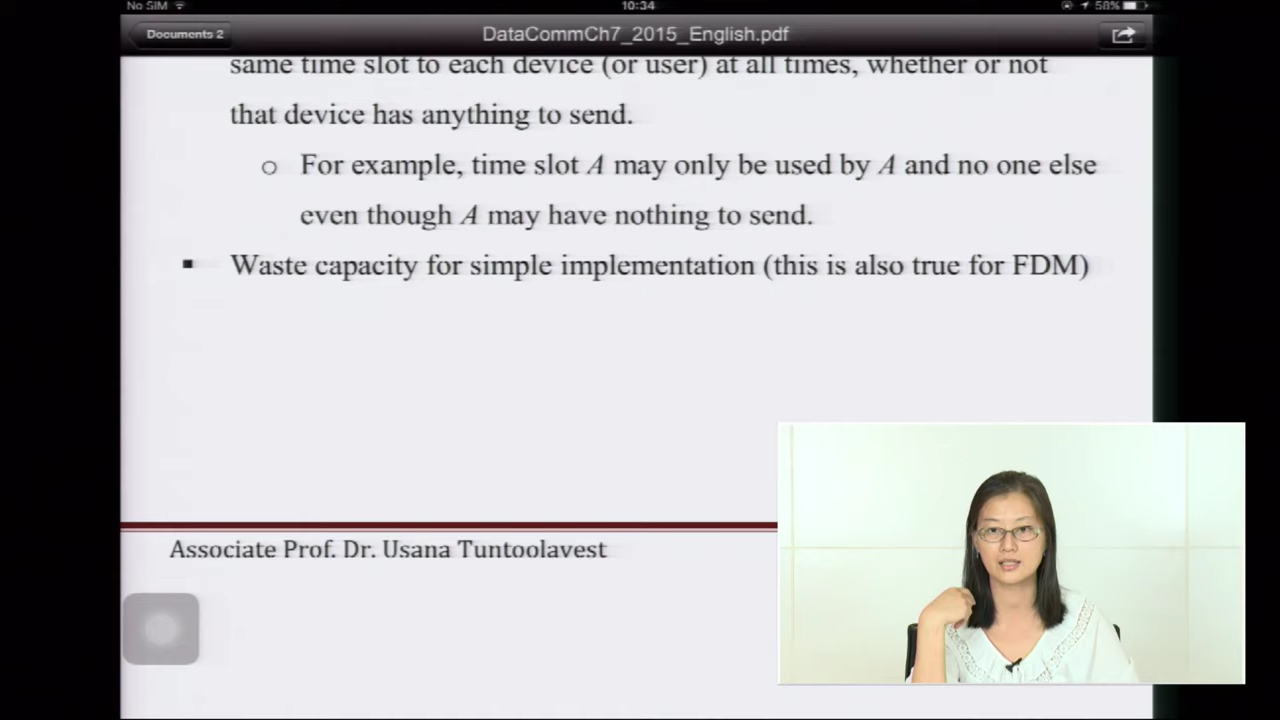 No SIM 10:34 58%
Documents 2 DataCommCh7_2015_English.pdf
same time slot to each device (or user) at all times, whether or not
that device has anything to send.
o For example, time slot A may only be used by A and no one else
even though A may have nothing to send.
▪ Waste capacity for simple implementation (this is also true for FDM)
Associate Prof. Dr. Usana Tuntoolavest